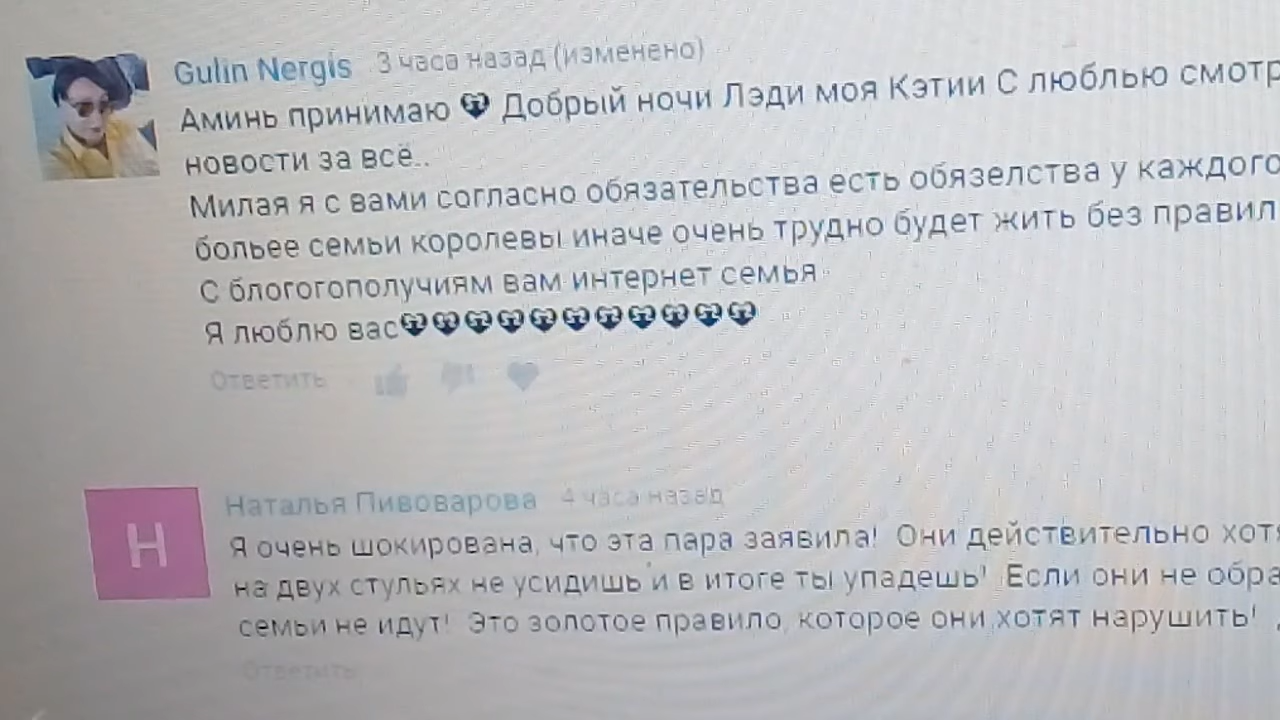 Gulin Nergis 3 часа назад (изменено)
Аминь принимаю Добрый ночи Лэди моя Кэтии С люблью смотр
новости за всё..
Милая я с вами согласно обязательства есть обязелства у каждого
больее семьи королевы иначе очень трудно будет жить без правил
С блогогополучиям вам интернет семья
Я люблю вас
Ответить
Н
Наталья Пивоварова 4 часа назад
Я очень шокирована, что эта пара заявила! Они действительно хотя
на двух стульях не усидишь и в итоге ты упадешь! Если они не обра
семьи не идут! Это золотое правило, которое они хотят нарушить!
Ответить